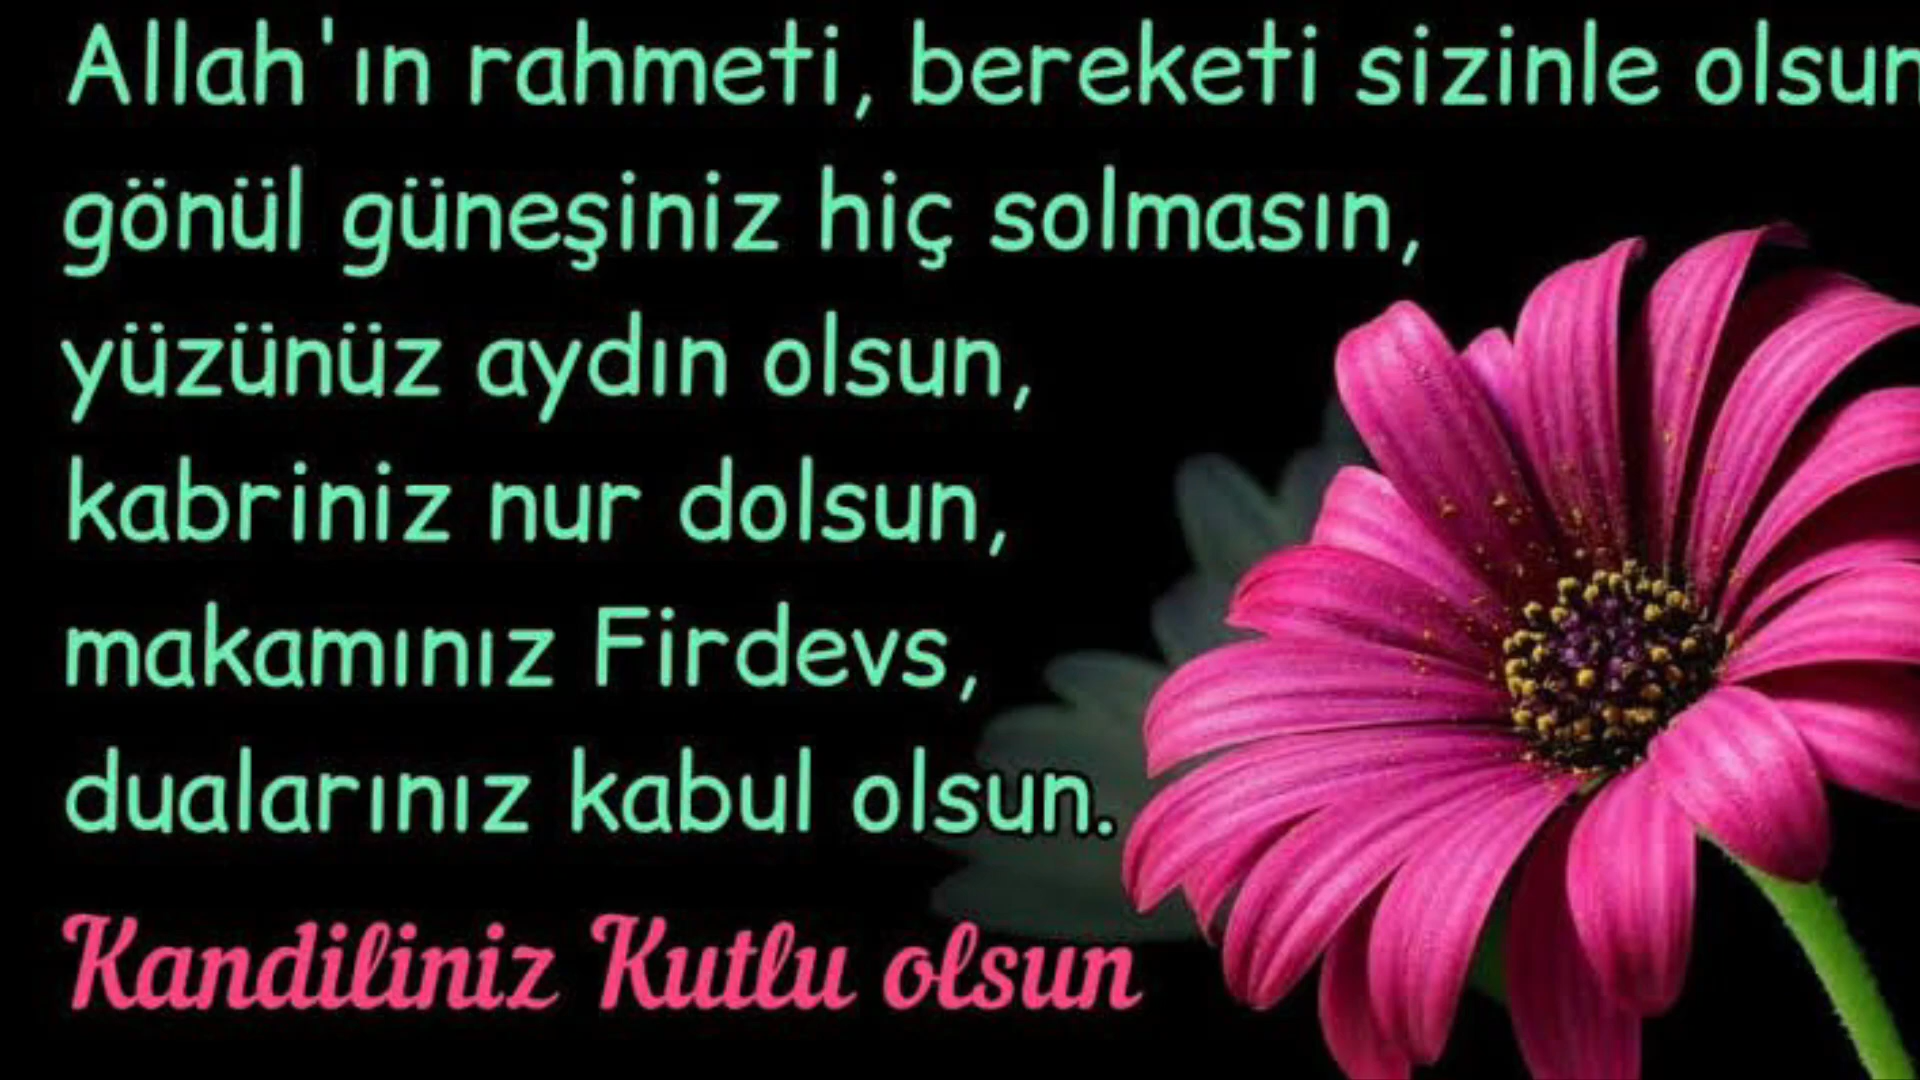 Allah'ın rahmeti, bereketi sizinle olsun
gönül güneşiniz hiç solmasın,
yüzünüz aydın olsun,
kabriniz nur dolsun,
makamınız Firdevs,
dualarınız kabul olsun.
Kandiliniz Kutlu olsun